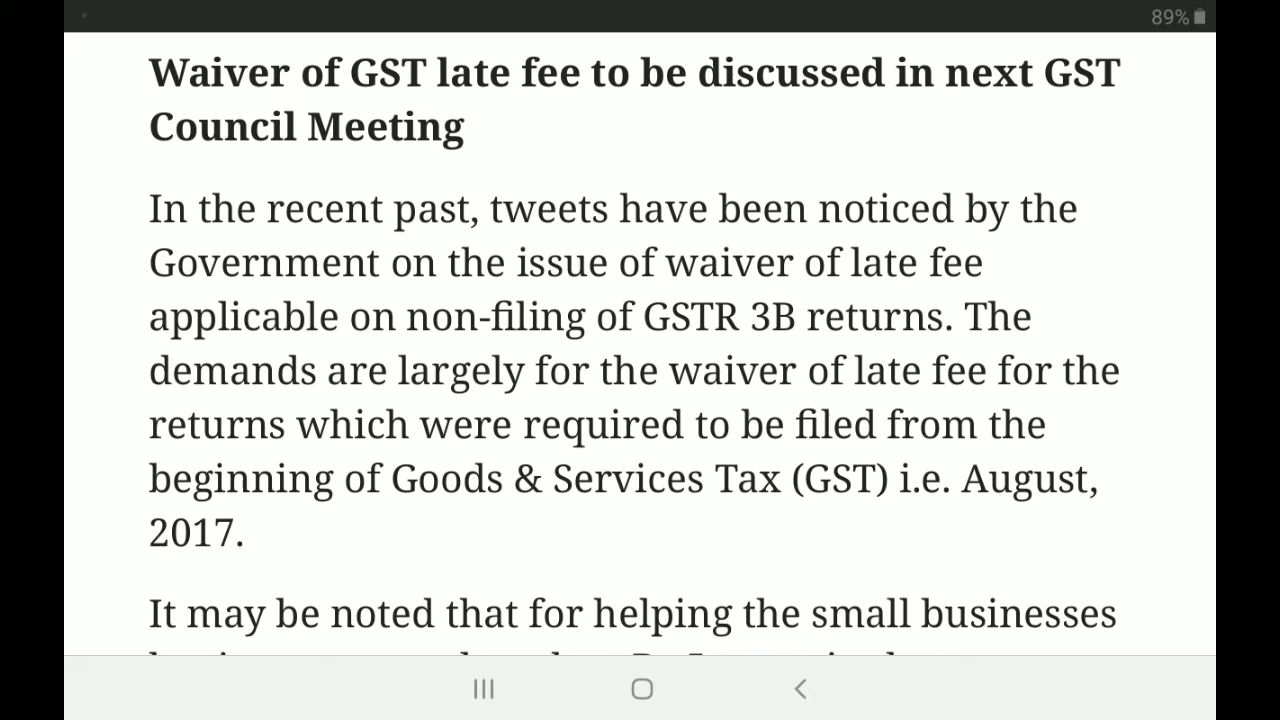 89%
Waiver of GST late fee to be discussed in next GST
Council Meeting
In the recent past, tweets have been noticed by the
Government on the issue of waiver of late fee
applicable on non-filing of GSTR 3B returns. The
demands are largely for the waiver of late fee for the
returns which were required to be filed from the
beginning of Goods & Services Tax (GST) i.e. August,
2017.
It may be noted that for helping the small businesses